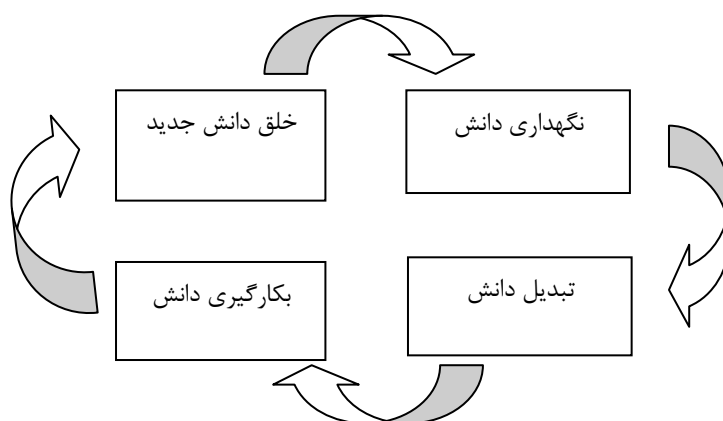 خلق دانش جدید
نگهداری دانش
تبدیل دانش
بکارگیری دانش